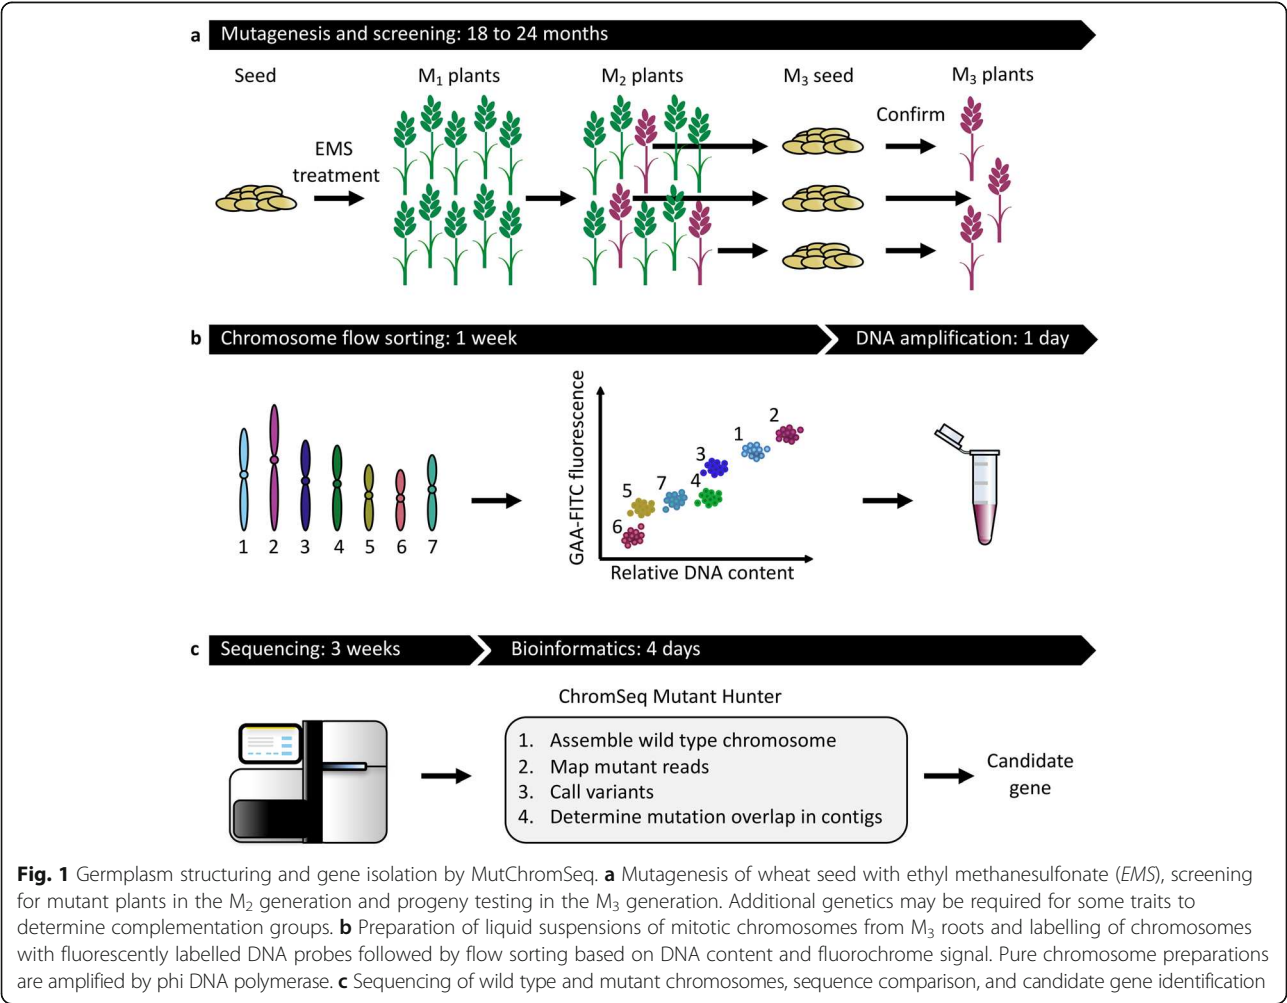 a Mutagenesis and screening: 18 to 24 months
Seed M₁ plants M₂ plants M₃ seed M₃ plants
EMS
treatment
Confirm
b Chromosome flow sorting: 1 week DNA amplification: 1 day
1 2 3 4 5 6 7
GAA-FITC fluorescence
2
1
3
4
7
5
6
Relative DNA content
c Sequencing: 3 weeks Bioinformatics: 4 days
ChromSeq Mutant Hunter
1. Assemble wild type chromosome
2. Map mutant reads
3. Call variants
4. Determine mutation overlap in contigs
Candidate
gene
Fig. 1 Germplasm structuring and gene isolation by MutChromSeq. a Mutagenesis of wheat seed with ethyl methanesulfonate (EMS), screening
for mutant plants in the M₂ generation and progeny testing in the M₃ generation. Additional genetics may be required for some traits to
determine complementation groups. b Preparation of liquid suspensions of mitotic chromosomes from M₃ roots and labelling of chromosomes
with fluorescently labelled DNA probes followed by flow sorting based on DNA content and fluorochrome signal. Pure chromosome preparations
are amplified by phi DNA polymerase. c Sequencing of wild type and mutant chromosomes, sequence comparison, and candidate gene identification